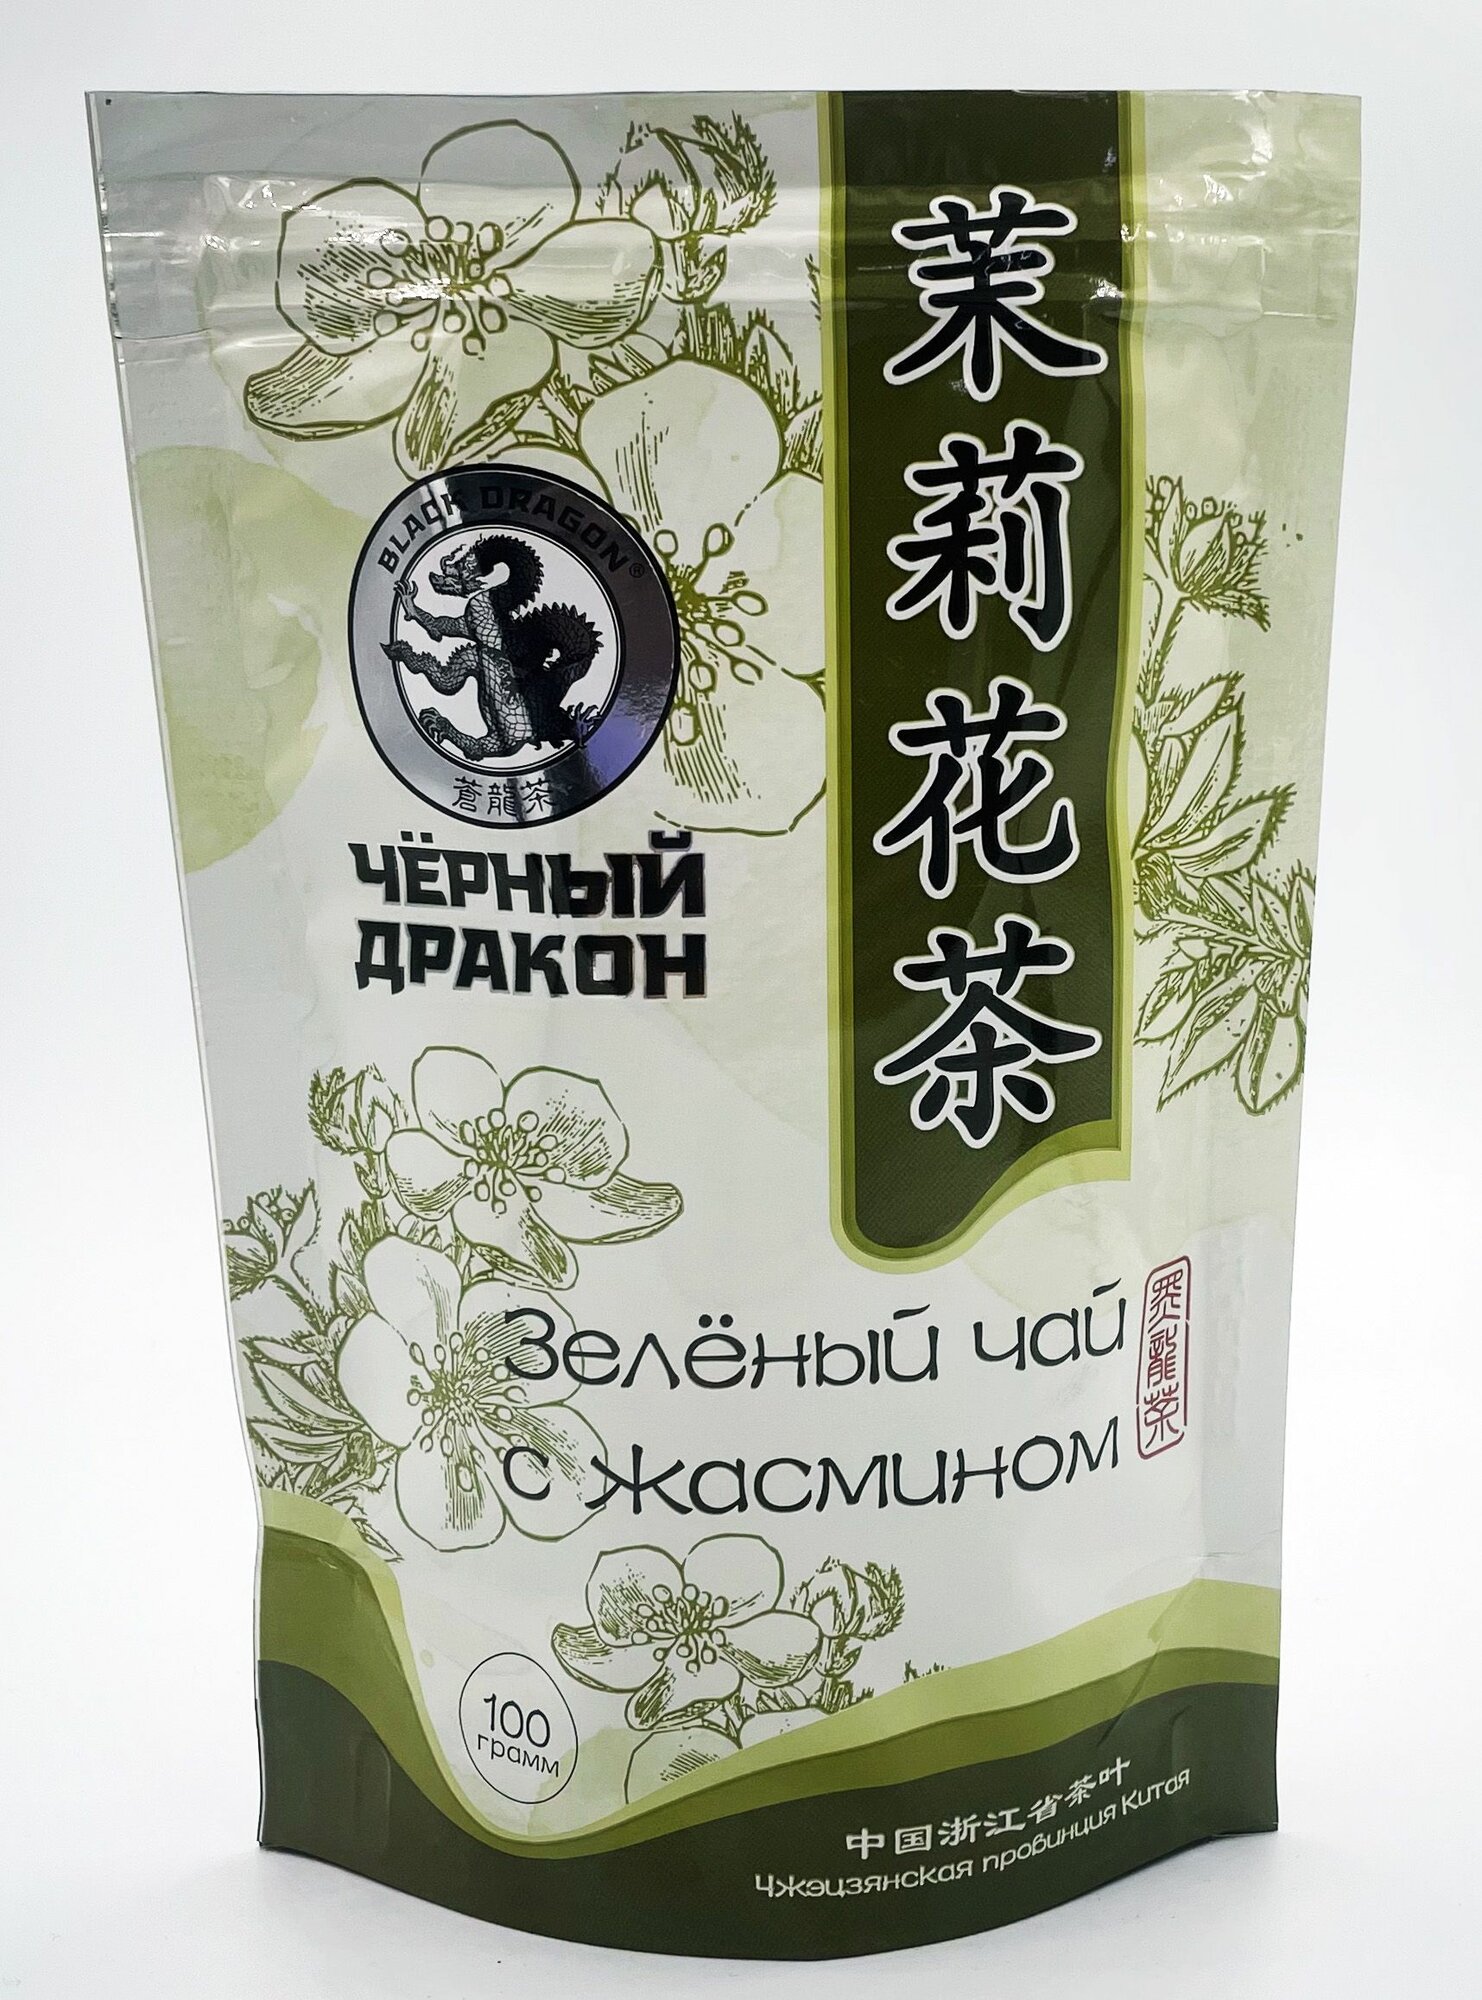 茉莉花茶
BLACK DRAGON®
蒼龍茶
ЧЁРНЫЙ
ДРАКОН
Зелёный чай
с жасмином
100
грамм
中国浙江省茶叶
Чжэцзянская провинция Китая